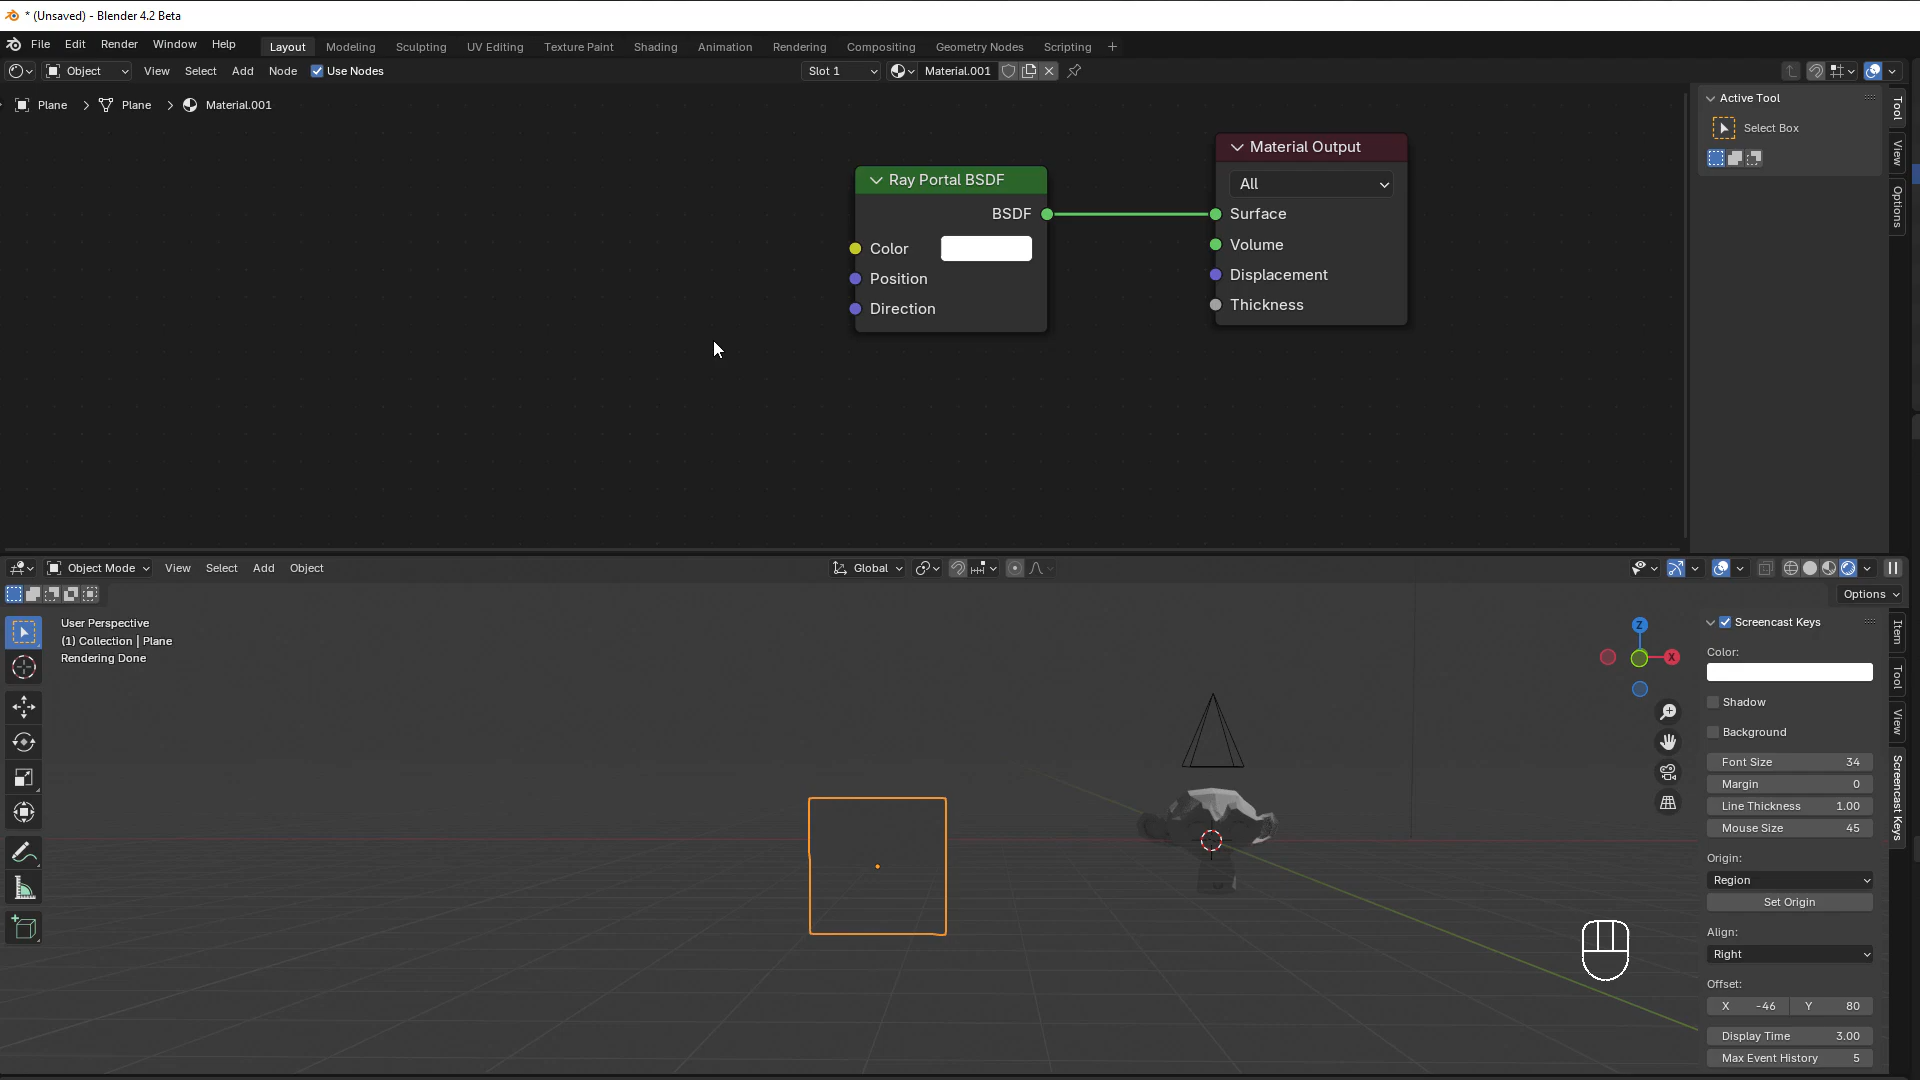 * (Unsaved) - Blender 4.2 Beta
File Edit Render Window Help Layout Modeling Sculpting UV Editing Texture Paint Shading Animation Rendering Compositing Geometry Nodes Scripting +
Object View Select Add Node Use Nodes Slot 1 Material.001
Plane > Plane > Material.001
Active Tool
Select Box
Tool
View
Options
Ray Portal BSDF
BSDF
Color
Position
Direction
Material Output
All
Surface
Volume
Displacement
Thickness
Object Mode View Select Add Object Global
Options
User Perspective
(1) Collection | Plane
Rendering Done
Z
X
Screencast Keys
Color:
Shadow
Background
Font Size 34
Margin 0
Line Thickness 1.00
Mouse Size 45
Origin:
Region
Set Origin
Align:
Right
Offset:
X -46 Y 80
Display Time 3.00
Max Event History 5
Item
Tool
View
Screencast Keys